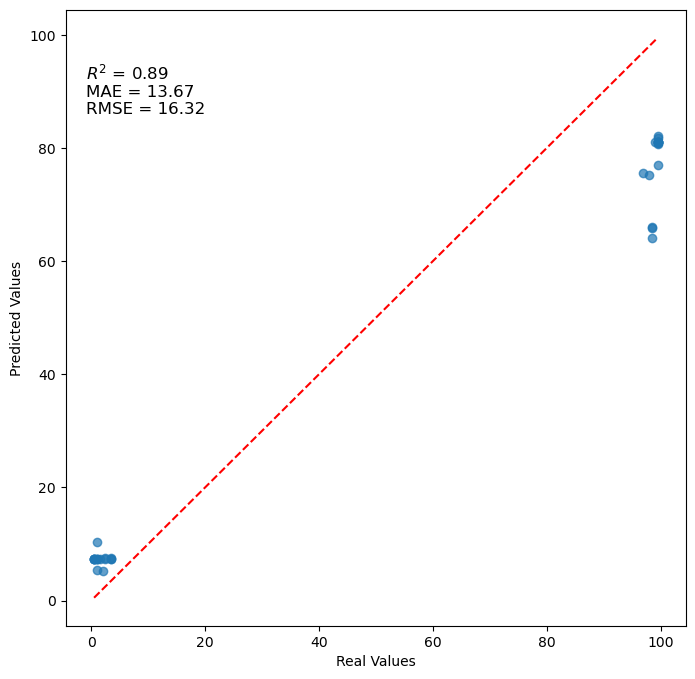 100
80
60
40
20
0
Predicted Values
R² = 0.89
MAE = 13.67
RMSE = 16.32
0
20
40
60
80
100
Real Values